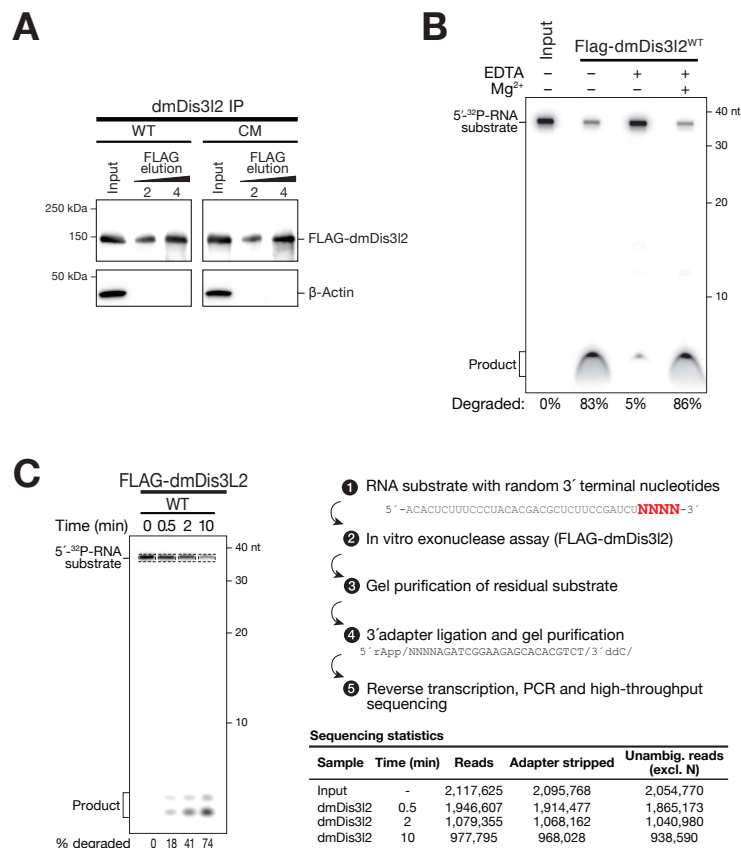 A
dmDis3l2 IP
WT CM
Input FLAG elution Input FLAG elution
2 4 2 4
250 kDa
150
FLAG-dmDis3l2
50 kDa
β-Actin
B
Input Flag-dmDis3l2WT
EDTA – – + +
Mg2+ – – – +
5′-32P-RNA substrate
40 nt
30
20
10
Product
Degraded: 0% 83% 5% 86%
C
FLAG-dmDis3L2
WT
Time (min) 0 0.5 2 10
5′-32P-RNA substrate
40 nt
30
20
10
Product
% degraded 0 18 41 74
1 RNA substrate with random 3´ terminal nucleotides
5´-ACACUCUUUCCCUACACGACGCUCUUCCGAUCUNNNN-3´
2 In vitro exonuclease assay (FLAG-dmDis3l2)
3 Gel purification of residual substrate
4 3´adapter ligation and gel purification
5´rApp/NNNNAGATCGGAAGAGCACACGTCT/3´ddC/
5 Reverse transcription, PCR and high-throughput
sequencing
Sequencing statistics
Sample Time (min) Reads Adapter stripped Unambig. reads (excl. N)
Input - 2,117,625 2,095,768 2,054,770
dmDis3l2 0.5 1,946,607 1,914,477 1,865,173
dmDis3l2 2 1,079,355 1,068,162 1,040,980
dmDis3l2 10 977,795 968,028 938,590